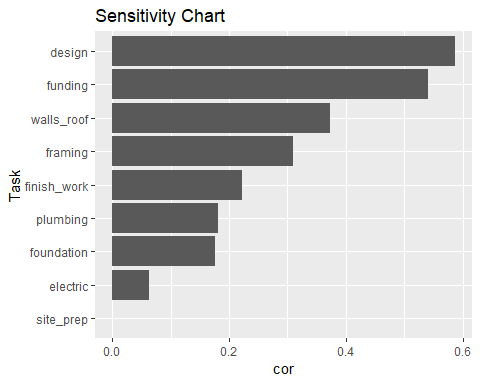 Sensitivity Chart
design
funding
walls_roof
framing
finish_work
plumbing
foundation
electric
site_prep
Task
0.0 0.2 0.4 0.6
cor